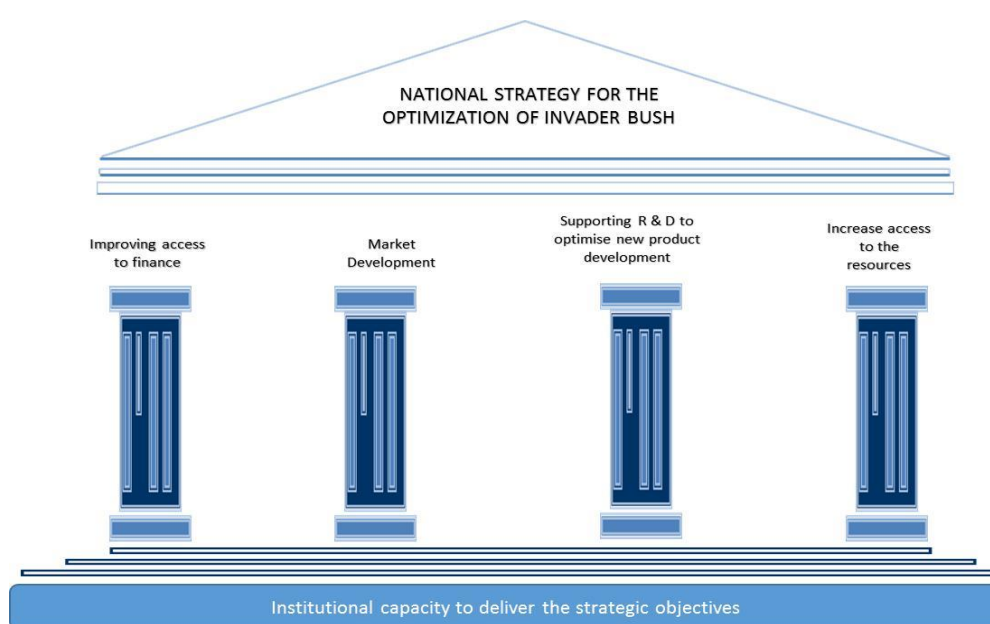 NATIONAL STRATEGY FOR THE
OPTIMIZATION OF INVADER BUSH
Improving access
to finance
Market
Development
Supporting R & D to
optimise new product
development
Increase access
to the
resources
Institutional capacity to deliver the strategic objectives